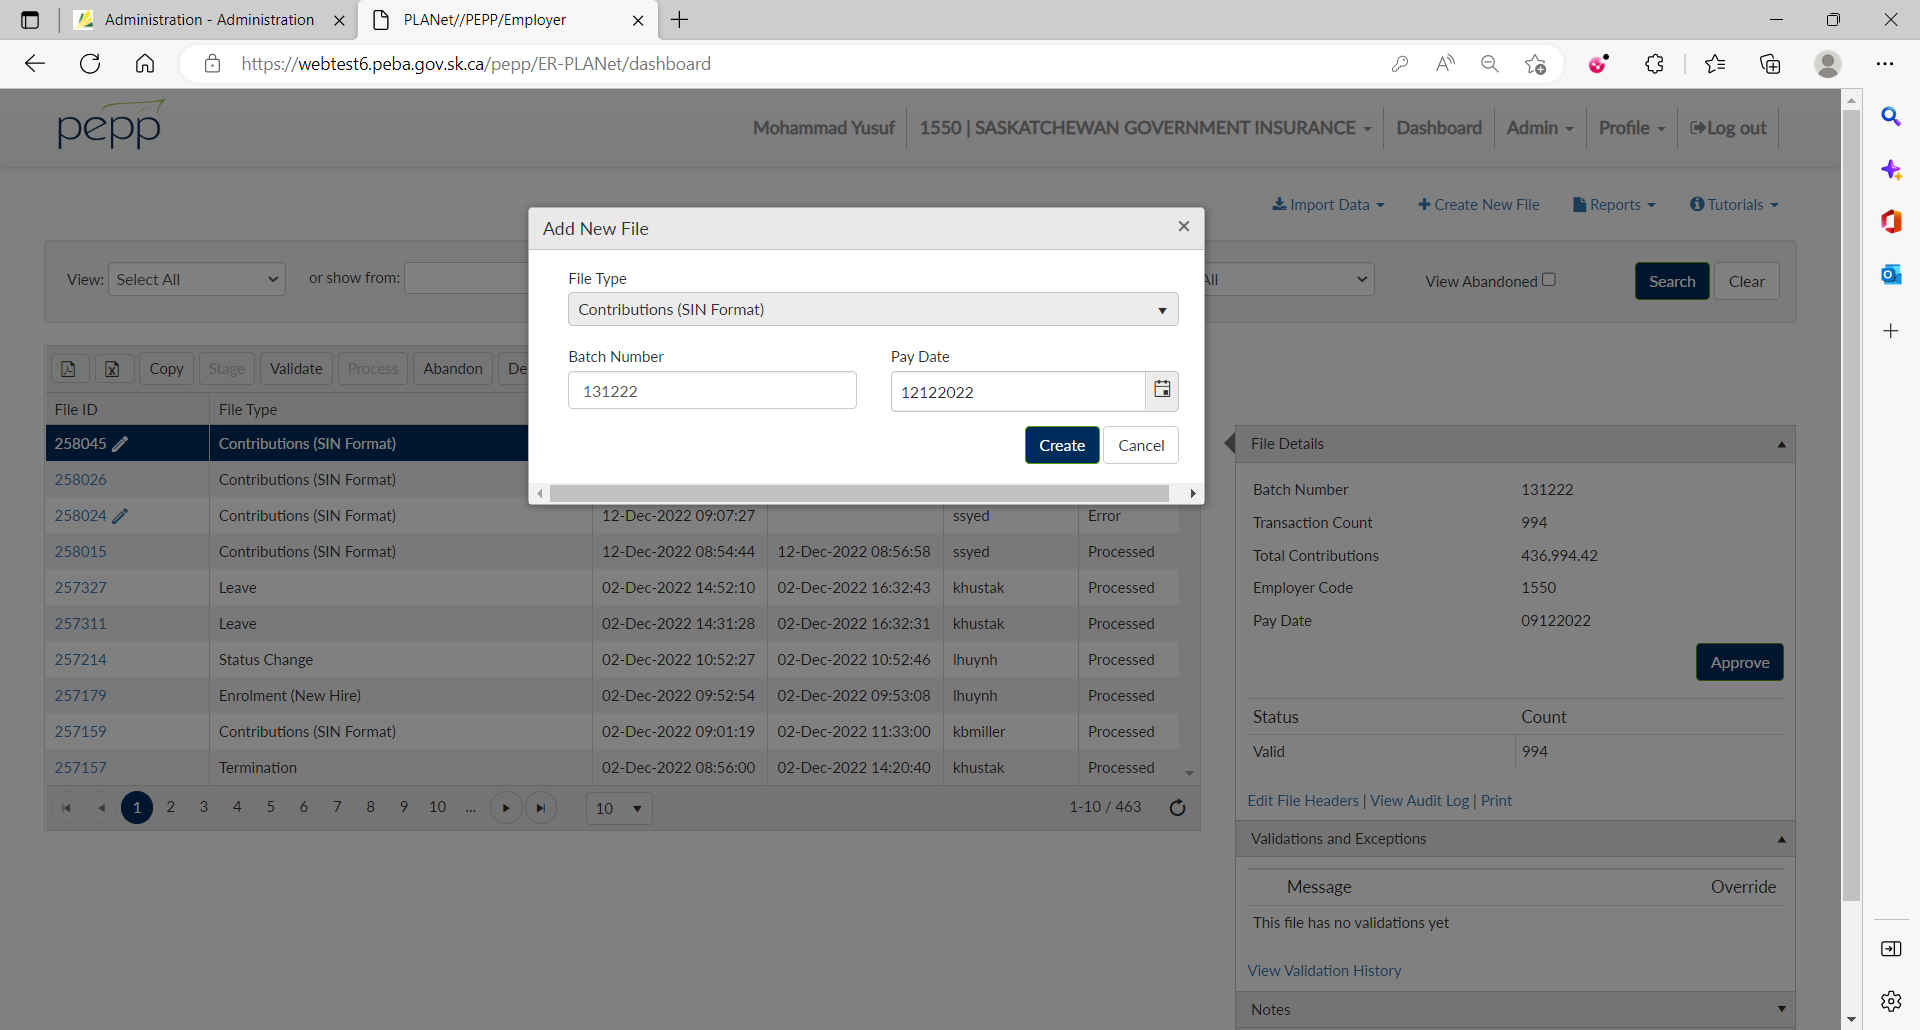 Administration - Administration
PLANet//PEPP/Employer
https://webtest6.peba.gov.sk.ca/pepp/ER-PLANet/dashboard
pepp
Mohammad Yusuf
1550 | SASKATCHEWAN GOVERNMENT INSURANCE
Dashboard
Admin
Profile
Log out
Import Data
Create New File
Reports
Tutorials
View: Select All
or show from:
All
View Abandoned
Search
Clear
Add New File
File Type
Contributions (SIN Format)
Batch Number
Pay Date
131222
12122022
Create
Cancel
Copy
Stage
Validate
Process
Abandon
De
File ID File Type
258045 Contributions (SIN Format)
258026 Contributions (SIN Format)
258024 Contributions (SIN Format) 12-Dec-2022 09:07:27 ssyed Error
258015 Contributions (SIN Format) 12-Dec-2022 08:54:44 12-Dec-2022 08:56:58 ssyed Processed
257327 Leave 02-Dec-2022 14:52:10 02-Dec-2022 16:32:43 khustak Processed
257311 Leave 02-Dec-2022 14:31:28 02-Dec-2022 16:32:31 khustak Processed
257214 Status Change 02-Dec-2022 10:52:27 02-Dec-2022 10:52:46 lhuynh Processed
257179 Enrolment (New Hire) 02-Dec-2022 09:52:54 02-Dec-2022 09:53:08 lhuynh Processed
257159 Contributions (SIN Format) 02-Dec-2022 09:01:19 02-Dec-2022 11:33:00 kbmiller Processed
257157 Termination 02-Dec-2022 08:56:00 02-Dec-2022 14:20:40 khustak Processed
1 2 3 4 5 6 7 8 9 10 ... 10 1-10 / 463
File Details
Batch Number 131222
Transaction Count 994
Total Contributions 436,994.42
Employer Code 1550
Pay Date 09122022
Approve
Status Count
Valid 994
Edit File Headers | View Audit Log | Print
Validations and Exceptions
Message Override
This file has no validations yet
View Validation History
Notes